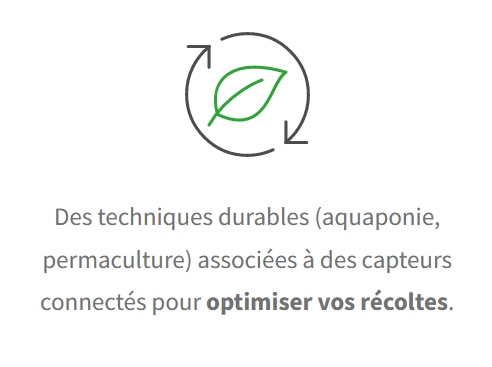 Des techniques durables (aquaponie,
permaculture) associées à des capteurs
connectés pour optimiser vos récoltes.